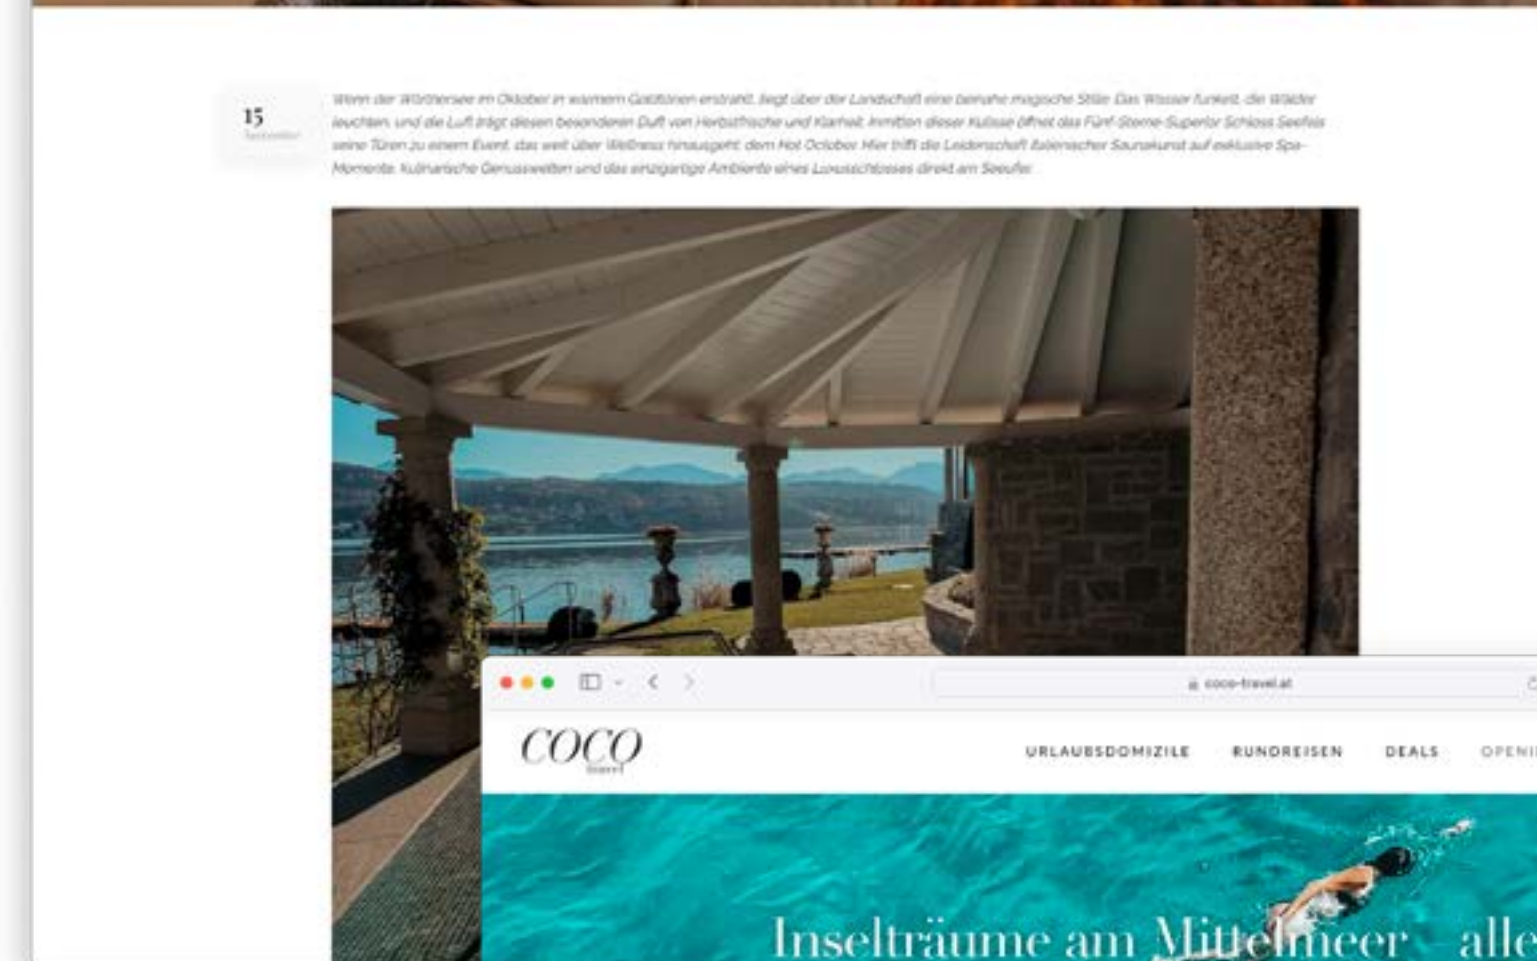 15
September
Wenn der Wörthersee im Oktober in warmem Goldtönen erstrahlt, liegt über der Landschaft eine beinahe magische Stille. Das Wasser funkelt, die Wälder
leuchten, und die Luft trägt diesen besonderen Duft von Herbstfrische und Klarheit. Inmitten dieser Kulisse öffnet das Fünf-Sterne-Superior Schloss Seefels
seine Türen zu einem Event, das weit über Wellness hinausgeht: dem Hot October. Hier trifft die Leidenschaft italienischer Saunakunst auf exklusive Spa-
Momente, kulinarische Genusswelten und das einzigartige Ambiente eines Luxusschlosses direkt am Seeufer.
coco-travel.at
COCO
travel
URLAUBSDOMIZILE RUNDREISEN DEALS OPENI
Inselträume am Mittelmeer – alle